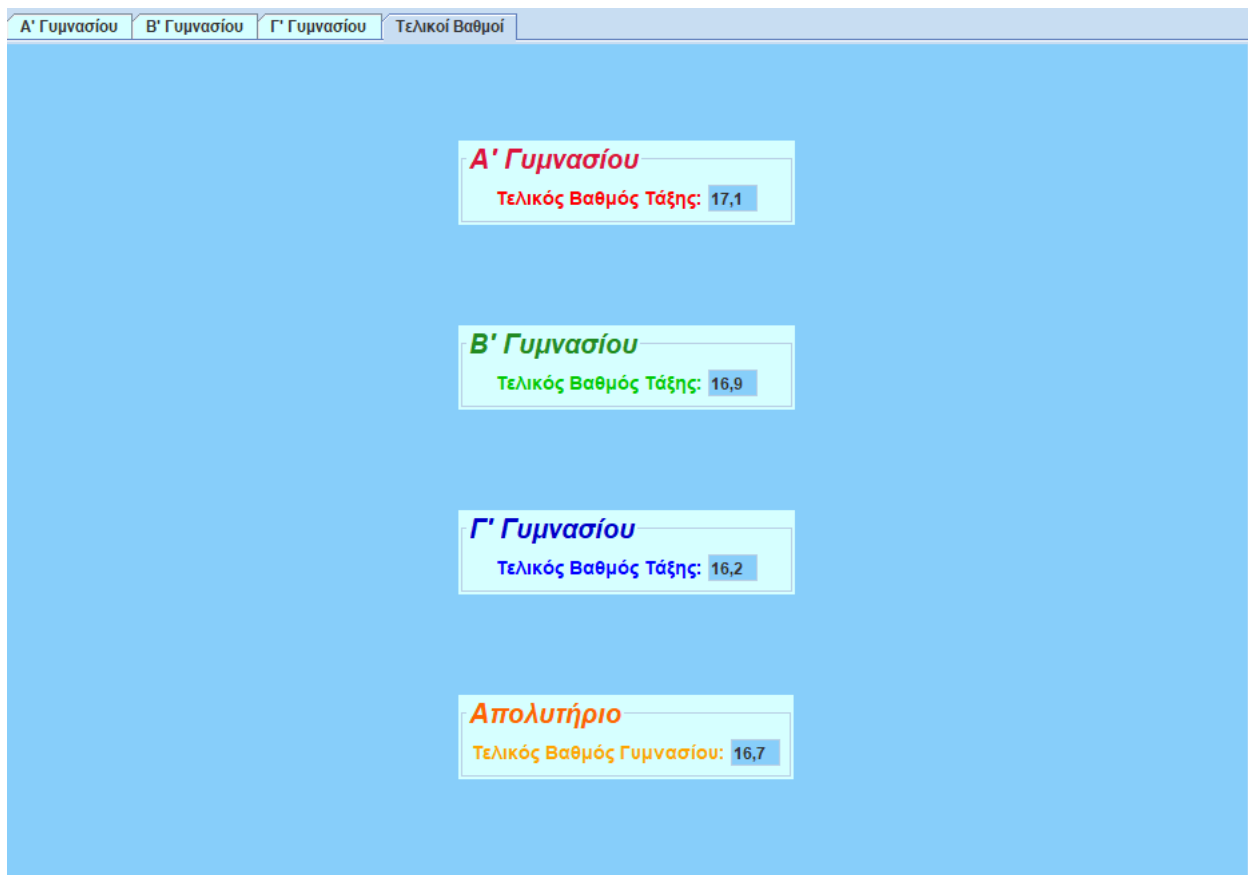 Α' Γυμνασίου Β' Γυμνασίου Γ' Γυμνασίου Τελικοί Βαθμοί
Α' Γυμνασίου
Τελικός Βαθμός Τάξης: 17,1
Β' Γυμνασίου
Τελικός Βαθμός Τάξης: 16,9
Γ' Γυμνασίου
Τελικός Βαθμός Τάξης: 16,2
Απολυτήριο
Τελικός Βαθμός Γυμνασίου: 16,7